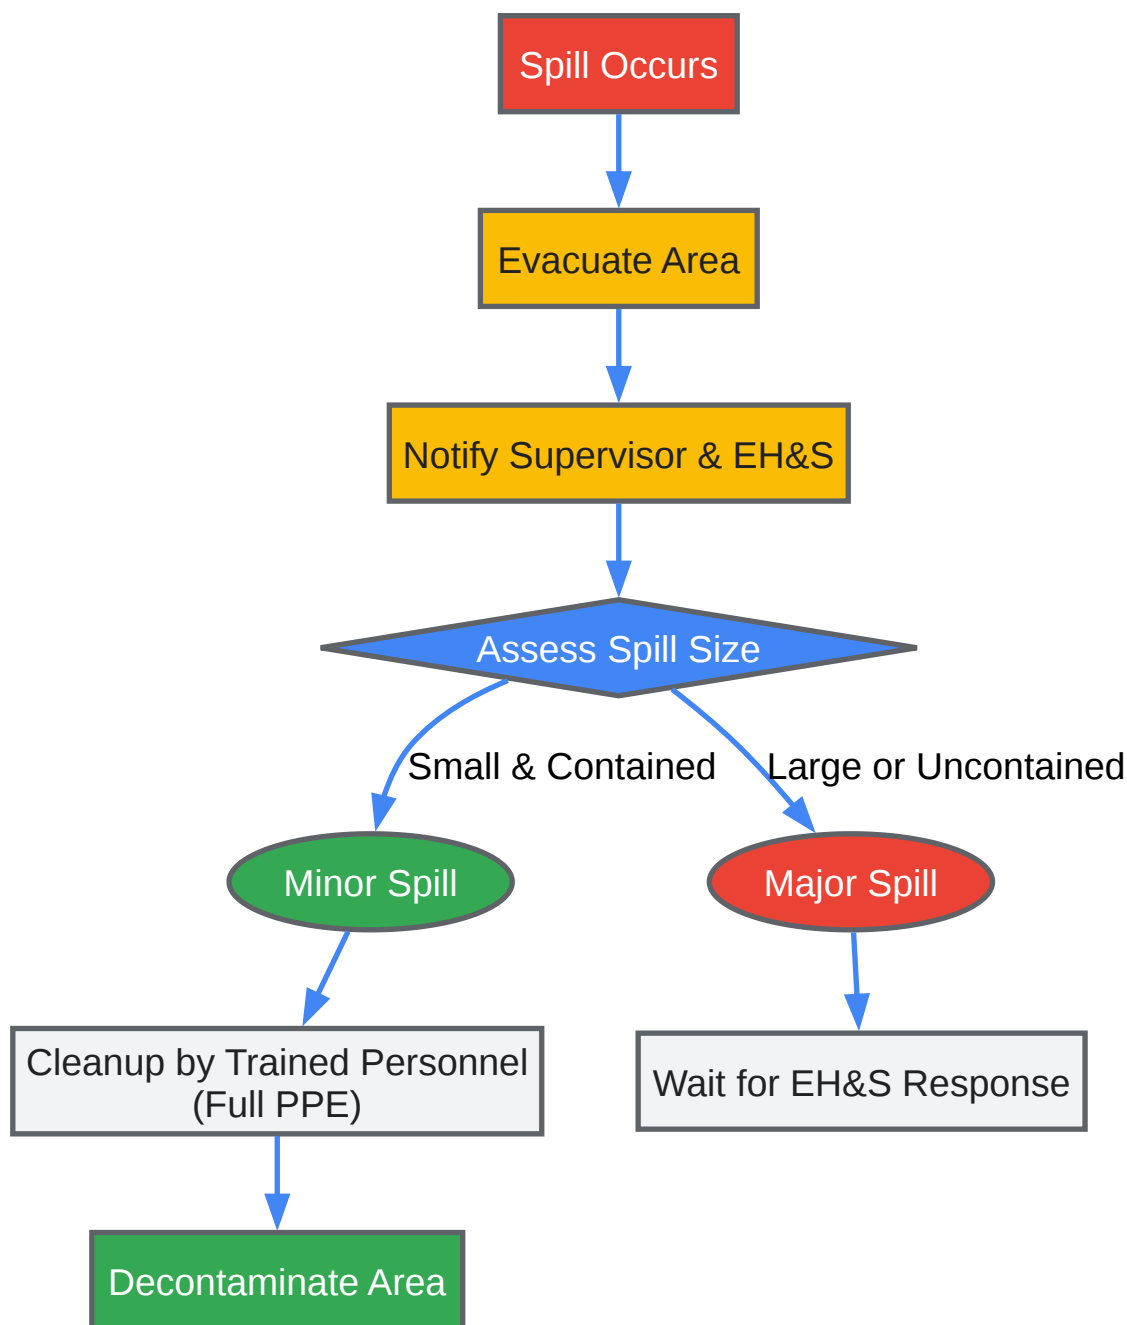 Spill Occurs
Evacuate Area
Notify Supervisor & EH&S
Assess Spill Size
Small & Contained
Large or Uncontained
Minor Spill
Major Spill
Cleanup by Trained Personnel
(Full PPE)
Wait for EH&S Response
Decontaminate Area